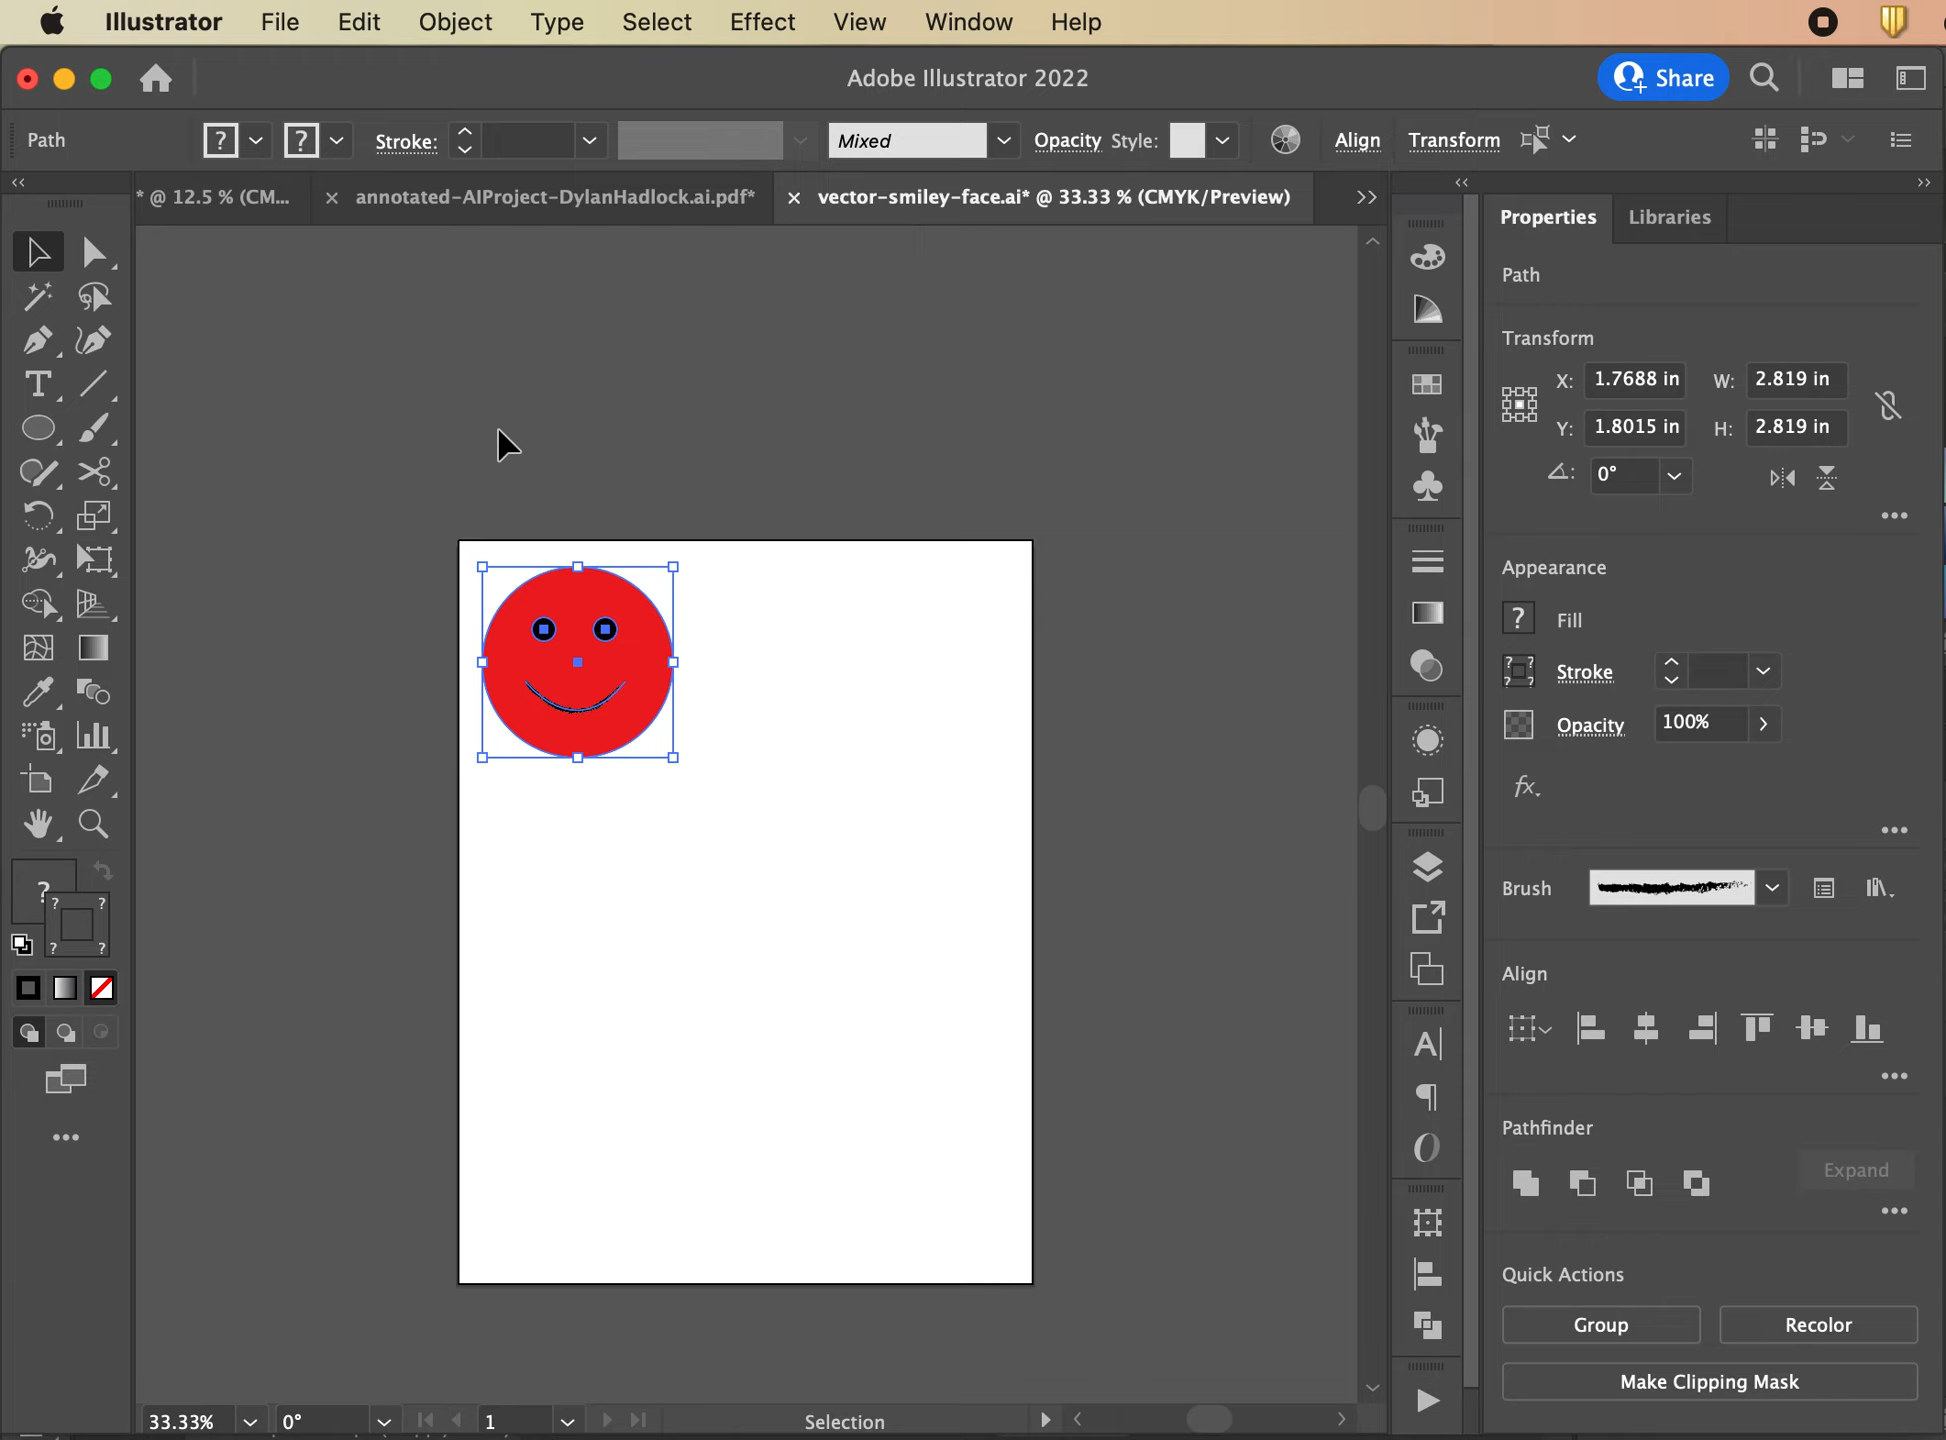 Illustrator File Edit Object Type Select Effect View Window Help
Adobe Illustrator 2022
Share
Path ? ? Stroke: Mixed Opacity Style: Align Transform
* @ 12.5 % (CM... × annotated-AIProject-DylanHadlock.ai.pdf* × vector-smiley-face.ai* @ 33.33 % (CMYK/Preview)
Properties Libraries
Path
Transform
X: 1.7688 in W: 2.819 in
Y: 1.8015 in H: 2.819 in
0°
Appearance
? Fill
Stroke
Opacity 100%
fx.
Brush
Align
Pathfinder
Expand
Quick Actions
Group Recolor
Make Clipping Mask
33.33% 0° 1 Selection